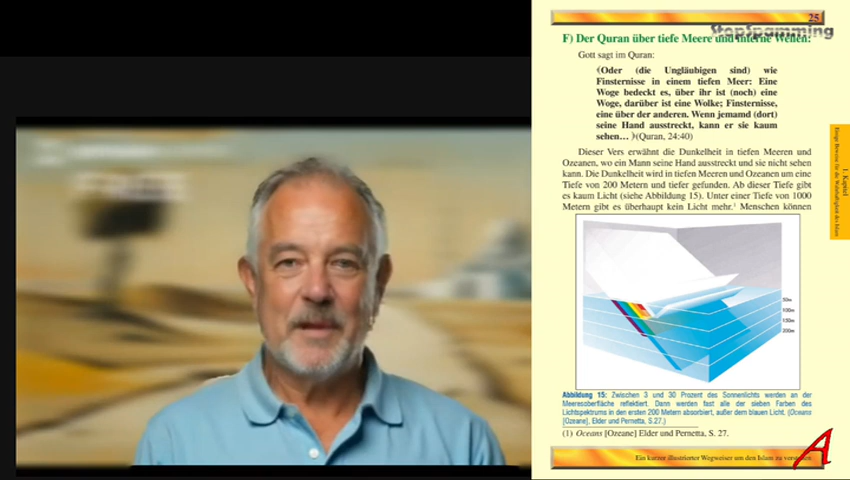 25
StopSpamming
F) Der Quran über tiefe Meere und interne Wellen:
Gott sagt im Quran:
﴾Oder (die Ungläubigen sind) wie
Finsternisse in einem tiefen Meer: Eine
Woge bedeckt es, über ihr ist (noch) eine
Woge, darüber ist eine Wolke; Finsternisse,
eine über der anderen. Wenn jemamd (dort)
seine Hand ausstreckt, kann er sie kaum
sehen... ﴿(Quran, 24:40)
Dieser Vers erwähnt die Dunkelheit in tiefen Meeren und
Ozeanen, wo ein Mann seine Hand ausstreckt und sie nicht sehen
kann. Die Dunkelheit wird in tiefen Meeren und Ozeanen um eine
Tiefe von 200 Metern und tiefer gefunden. Ab dieser Tiefe gibt
es kaum Licht (siehe Abbildung 15). Unter einer Tiefe von 1000
Metern gibt es überhaupt kein Licht mehr.¹ Menschen können
50m
100m
150m
200m
Abbildung 15: Zwischen 3 und 30 Prozent des Sonnenlichts werden an der
Meeresoberfläche reflektiert. Dann werden fast alle der sieben Farben des
Lichtspektrums in den ersten 200 Metern absorbiert, außer dem blauen Licht. (Oceans
[Ozeane], Elder und Pernetta, S.27.)
(1) Oceans [Ozeane] Elder und Pernetta, S. 27.
Ein kurzer illustrierter Wegweiser um den Islam zu verstehen
1. Kapitel
Einige Beweise für die Wahrhaftigkeit des Islam